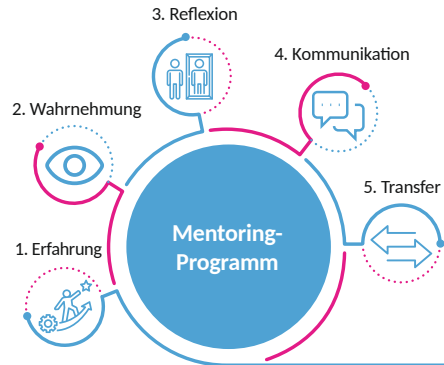 3. Reflexion
4. Kommunikation
2. Wahrnehmung
5. Transfer
1. Erfahrung
Mentoring-
Programm